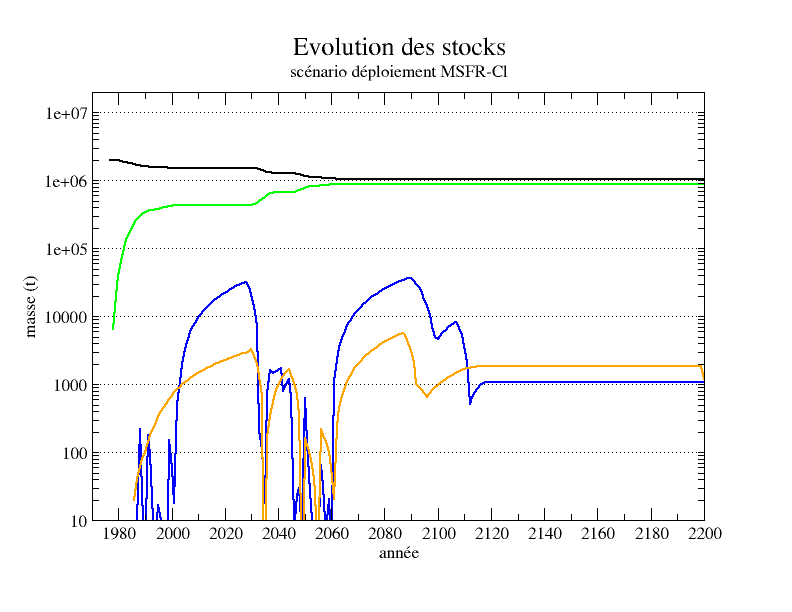 Evolution des stocks
scénario déploiement MSFR-Cl
1e+07
1e+06
1e+05
10000
1000
100
10
masse (t)
1980 2000 2020 2040 2060 2080 2100 2120 2140 2160 2180 2200
année